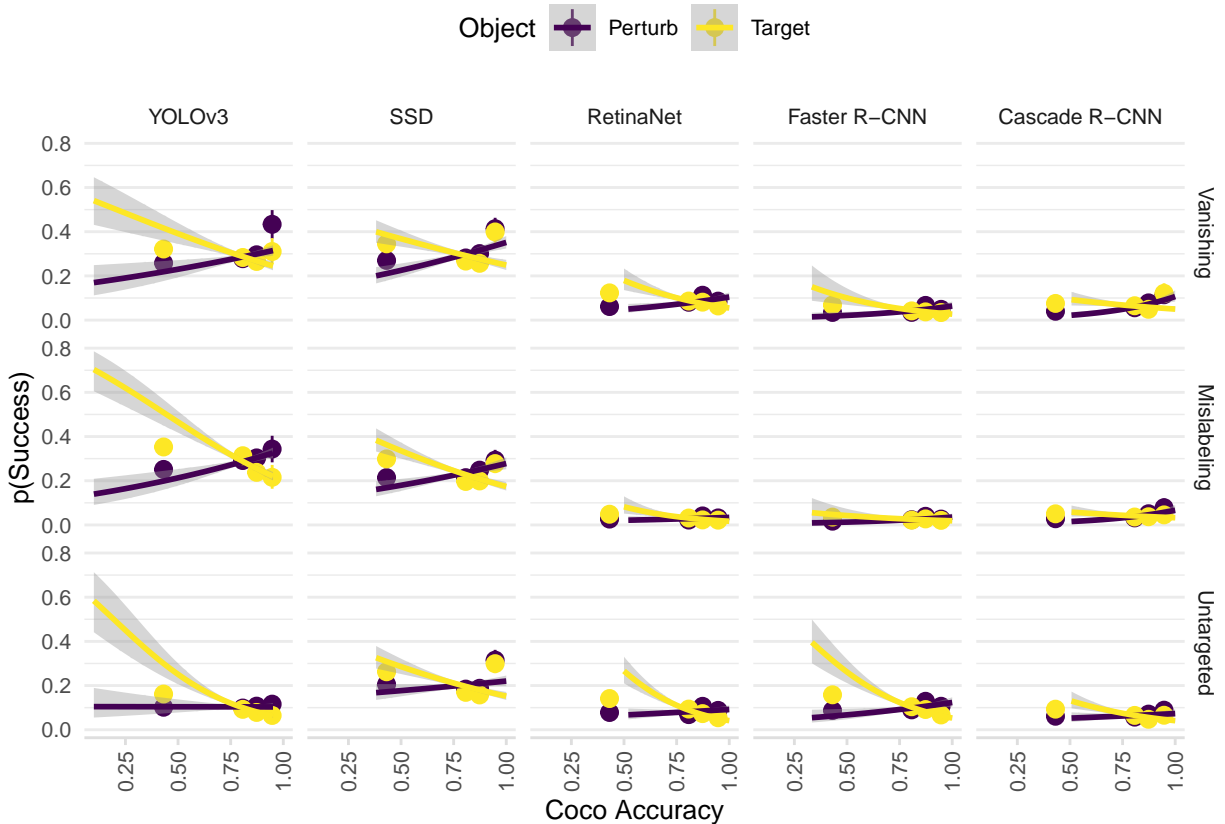 Object Perturb Target
YOLOv3 SSD RetinaNet Faster R−CNN Cascade R−CNN
0.8
0.6
0.4
0.2
0.0
Vanishing
0.8
0.6
0.4
0.2
0.0
Mislabeling
0.8
0.6
0.4
0.2
0.0
Untargeted
p(Success)
0.25 0.50 0.75 1.00 0.25 0.50 0.75 1.00 0.25 0.50 0.75 1.00 0.25 0.50 0.75 1.00 0.25 0.50 0.75 1.00
Coco Accuracy